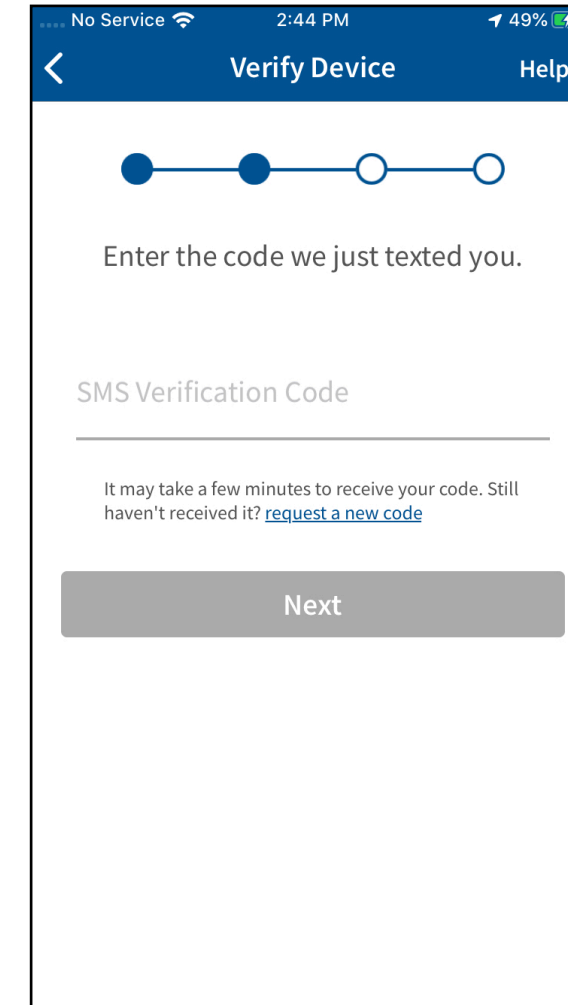 No Service 2:44 PM 49%
Verify Device Help
Enter the code we just texted you.
SMS Verification Code
It may take a few minutes to receive your code. Still
haven't received it? request a new code
Next